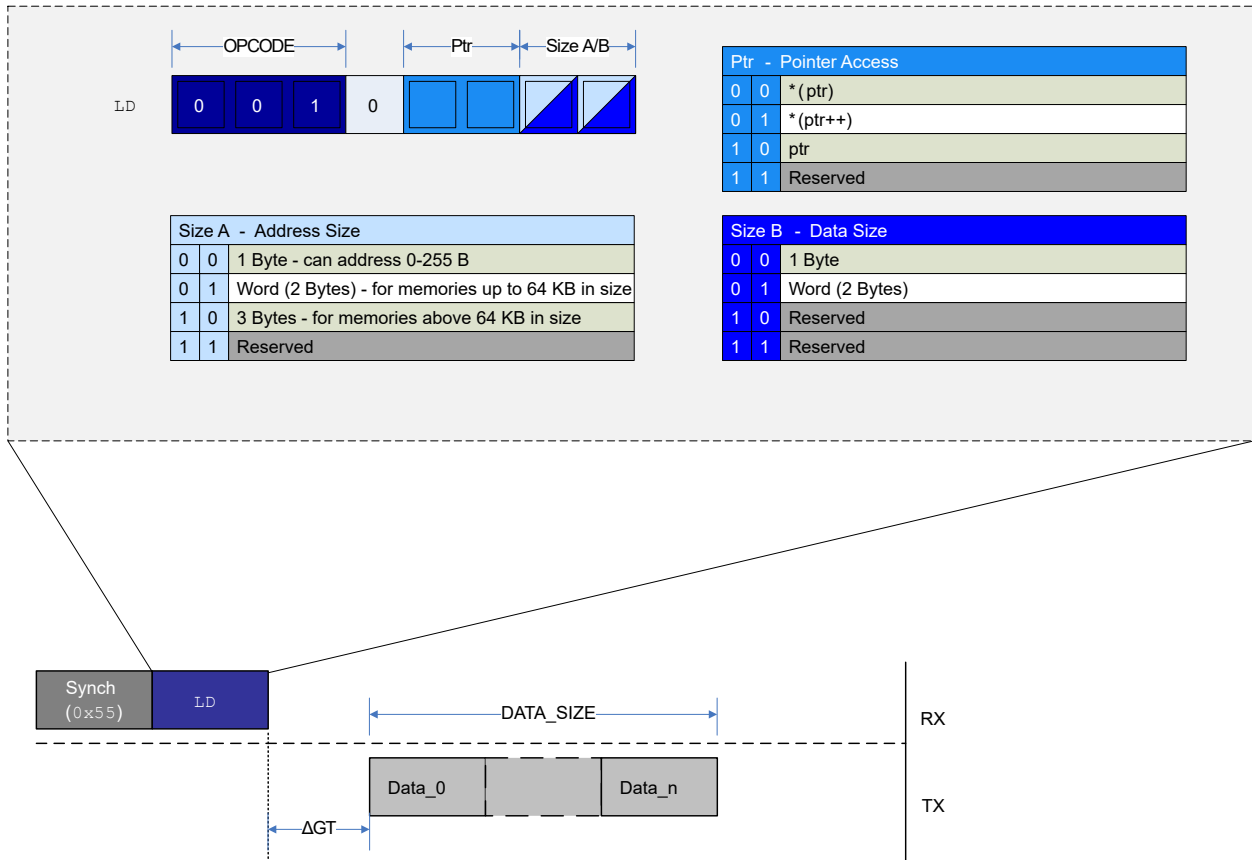 OPCODE Ptr Size A/B
LD 0 0 1 0
Ptr - Pointer Access
0 0 *(ptr)
0 1 *(ptr++)
1 0 ptr
1 1 Reserved
Size A - Address Size
0 0 1 Byte - can address 0-255 B
0 1 Word (2 Bytes) - for memories up to 64 KB in size
1 0 3 Bytes - for memories above 64 KB in size
1 1 Reserved
Size B - Data Size
0 0 1 Byte
0 1 Word (2 Bytes)
1 0 Reserved
1 1 Reserved
Synch
(0x55)
LD
DATA_SIZE
RX
Data_0
Data_n
TX
ΔGT